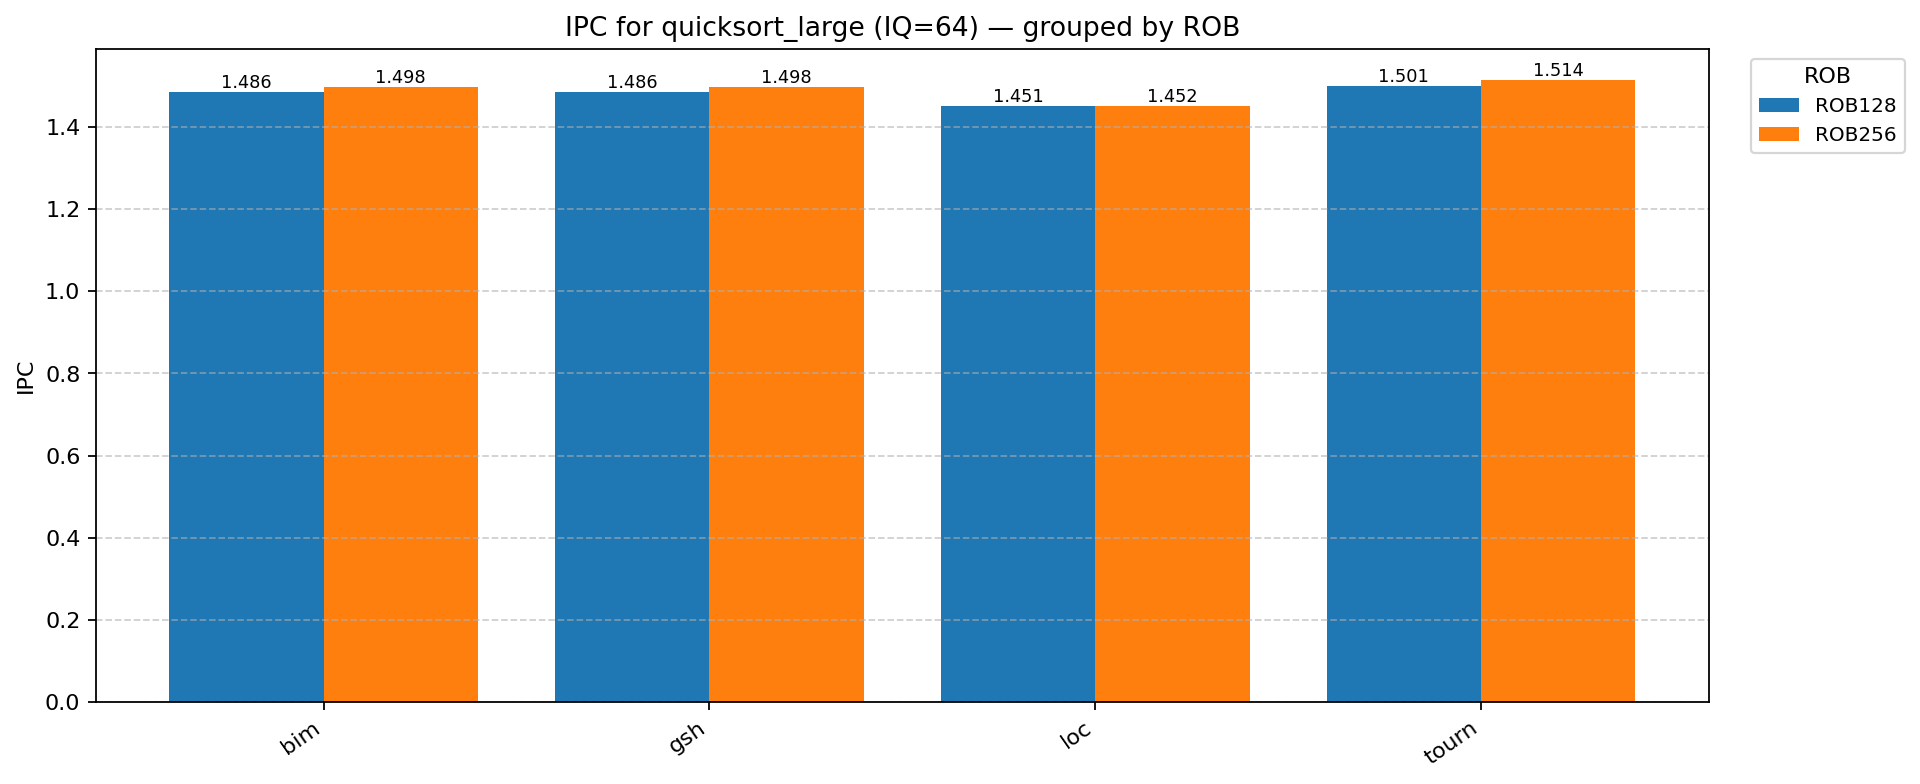 IPC for quicksort_large (IQ=64) — grouped by ROB
1.486
1.498
1.486
1.498
1.451
1.452
1.501
1.514
ROB
ROB128
ROB256
IPC
1.4
1.2
1.0
0.8
0.6
0.4
0.2
0.0
bim
gsh
loc
tourn